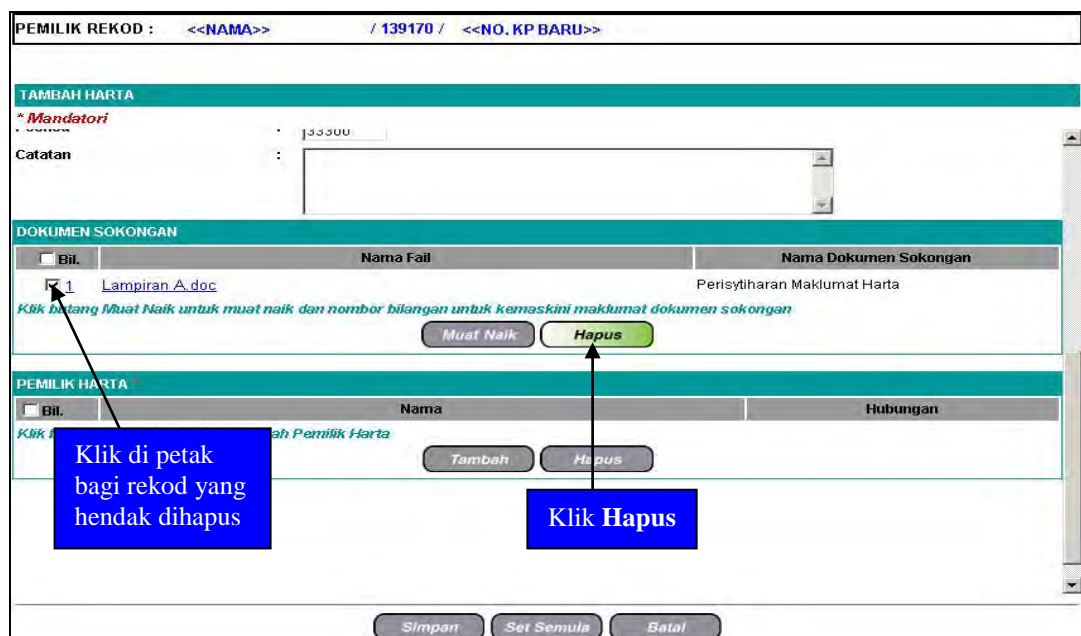 PEMILIK REKOD : <<NAMA>> / 139170 / <<NO. KP BARU>>
TAMBAH HARTA
* Mandatori
: 33300
Catatan :
DOKUMEN SOKONGAN
Bil. Nama Fail Nama Dokumen Sokongan
1 Lampiran A.doc Perisytiharan Maklumat Harta
Klik butang Muat Naik untuk muat naik dan nombor bilangan untuk kemaskini maklumat dokumen sokongan
Muat Naik Hapus
PEMILIK HARTA *
Bil. Nama Hubungan
Klik Pemilik Harta
Tambah Hapus
Klik di petak
bagi rekod yang
hendak dihapus
Klik Hapus
Simpan Set Semula Batal